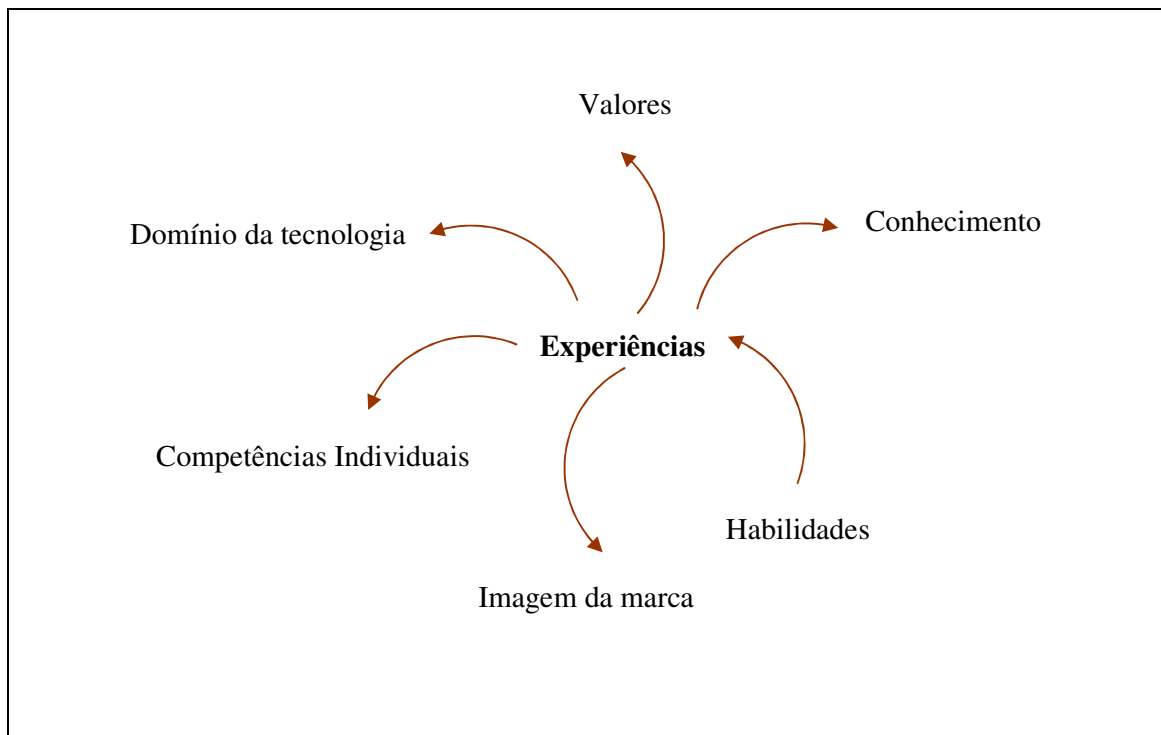 Valores
Conhecimento
Domínio da tecnologia
Experiências
Competências Individuais
Habilidades
Imagem da marca